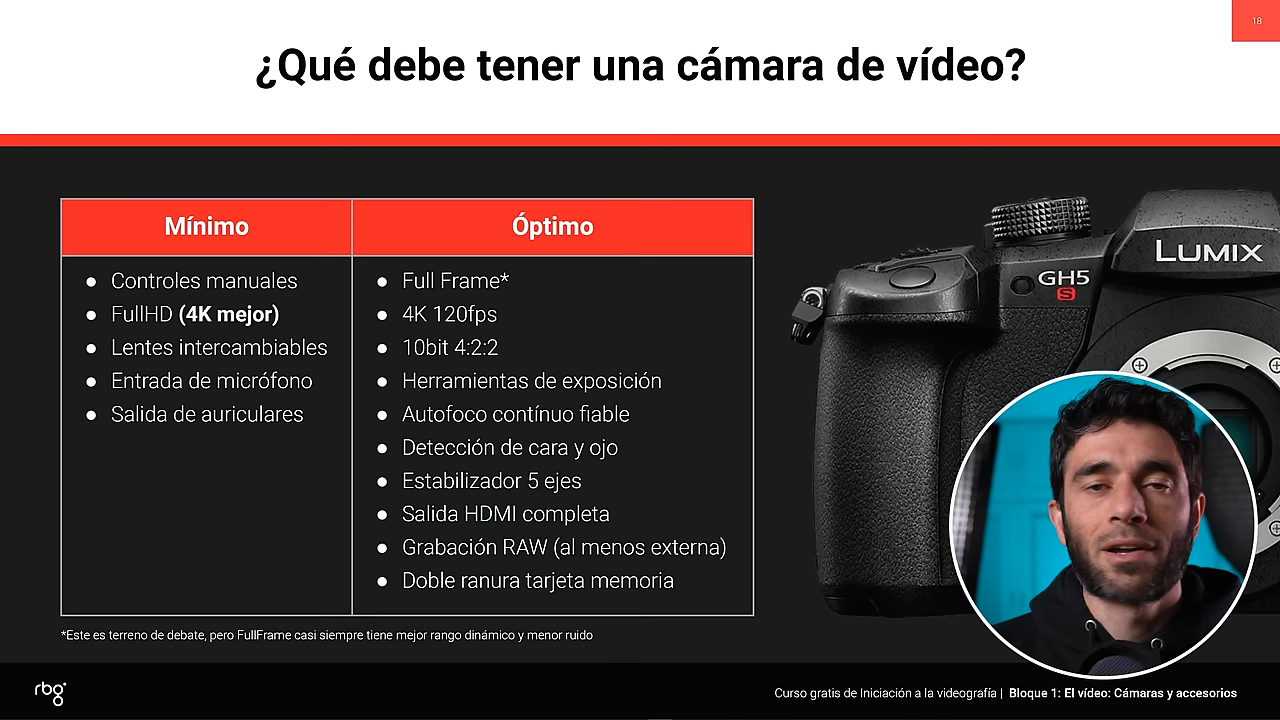 18
¿Qué debe tener una cámara de vídeo?
Mínimo
Óptimo
● Controles manuales
● FullHD (4K mejor)
● Lentes intercambiables
● Entrada de micrófono
● Salida de auriculares
● Full Frame*
● 4K 120fps
● 10bit 4:2:2
● Herramientas de exposición
● Autofoco contínuo fiable
● Detección de cara y ojo
● Estabilizador 5 ejes
● Salida HDMI completa
● Grabación RAW (al menos externa)
● Doble ranura tarjeta memoria
LUMIX
GH5
S
*Este es terreno de debate, pero FullFrame casi siempre tiene mejor rango dinámico y menor ruido
rbg
Curso gratis de Iniciación a la videografía | Bloque 1: El vídeo: Cámaras y accesorios